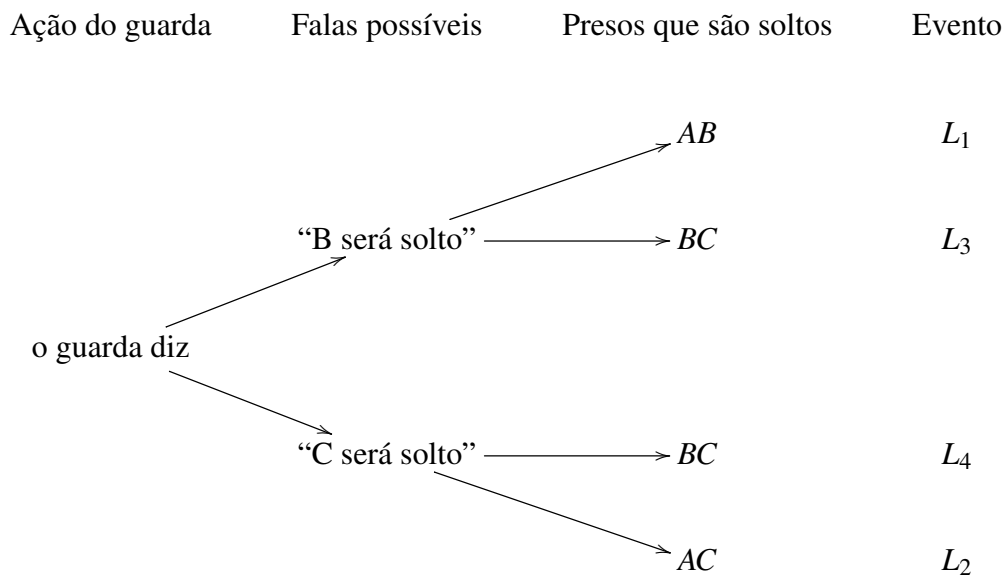 Ação do guarda Falas possíveis Presos que são soltos Evento
AB L1
“B será solto” BC L3
o guarda diz
“C será solto” BC L4
AC L2